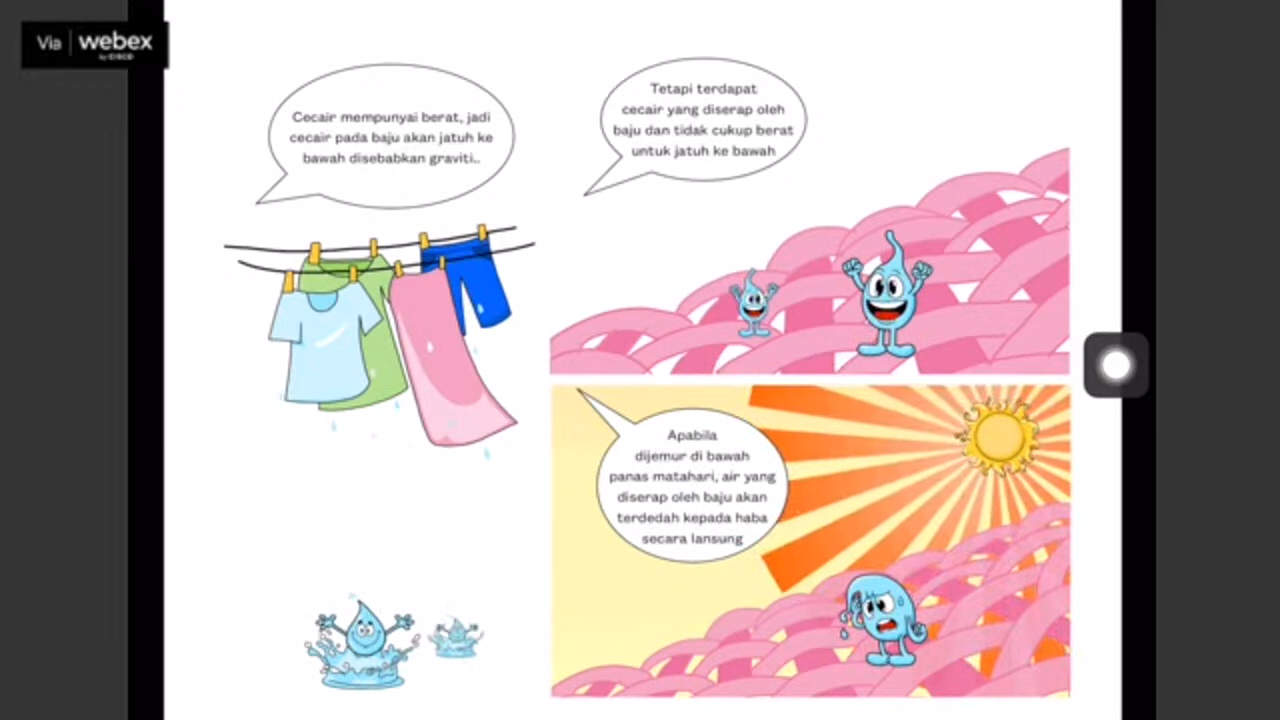 Via webex
by CISCO
Cecair mempunyai berat, jadi
cecair pada baju akan jatuh ke
bawah disebabkan graviti..
Tetapi terdapat
cecair yang diserap oleh
baju dan tidak cukup berat
untuk jatuh ke bawah
Apabila
dijemur di bawah
panas matahari, air yang
diserap oleh baju akan
terdedah kepada haba
secara lansung